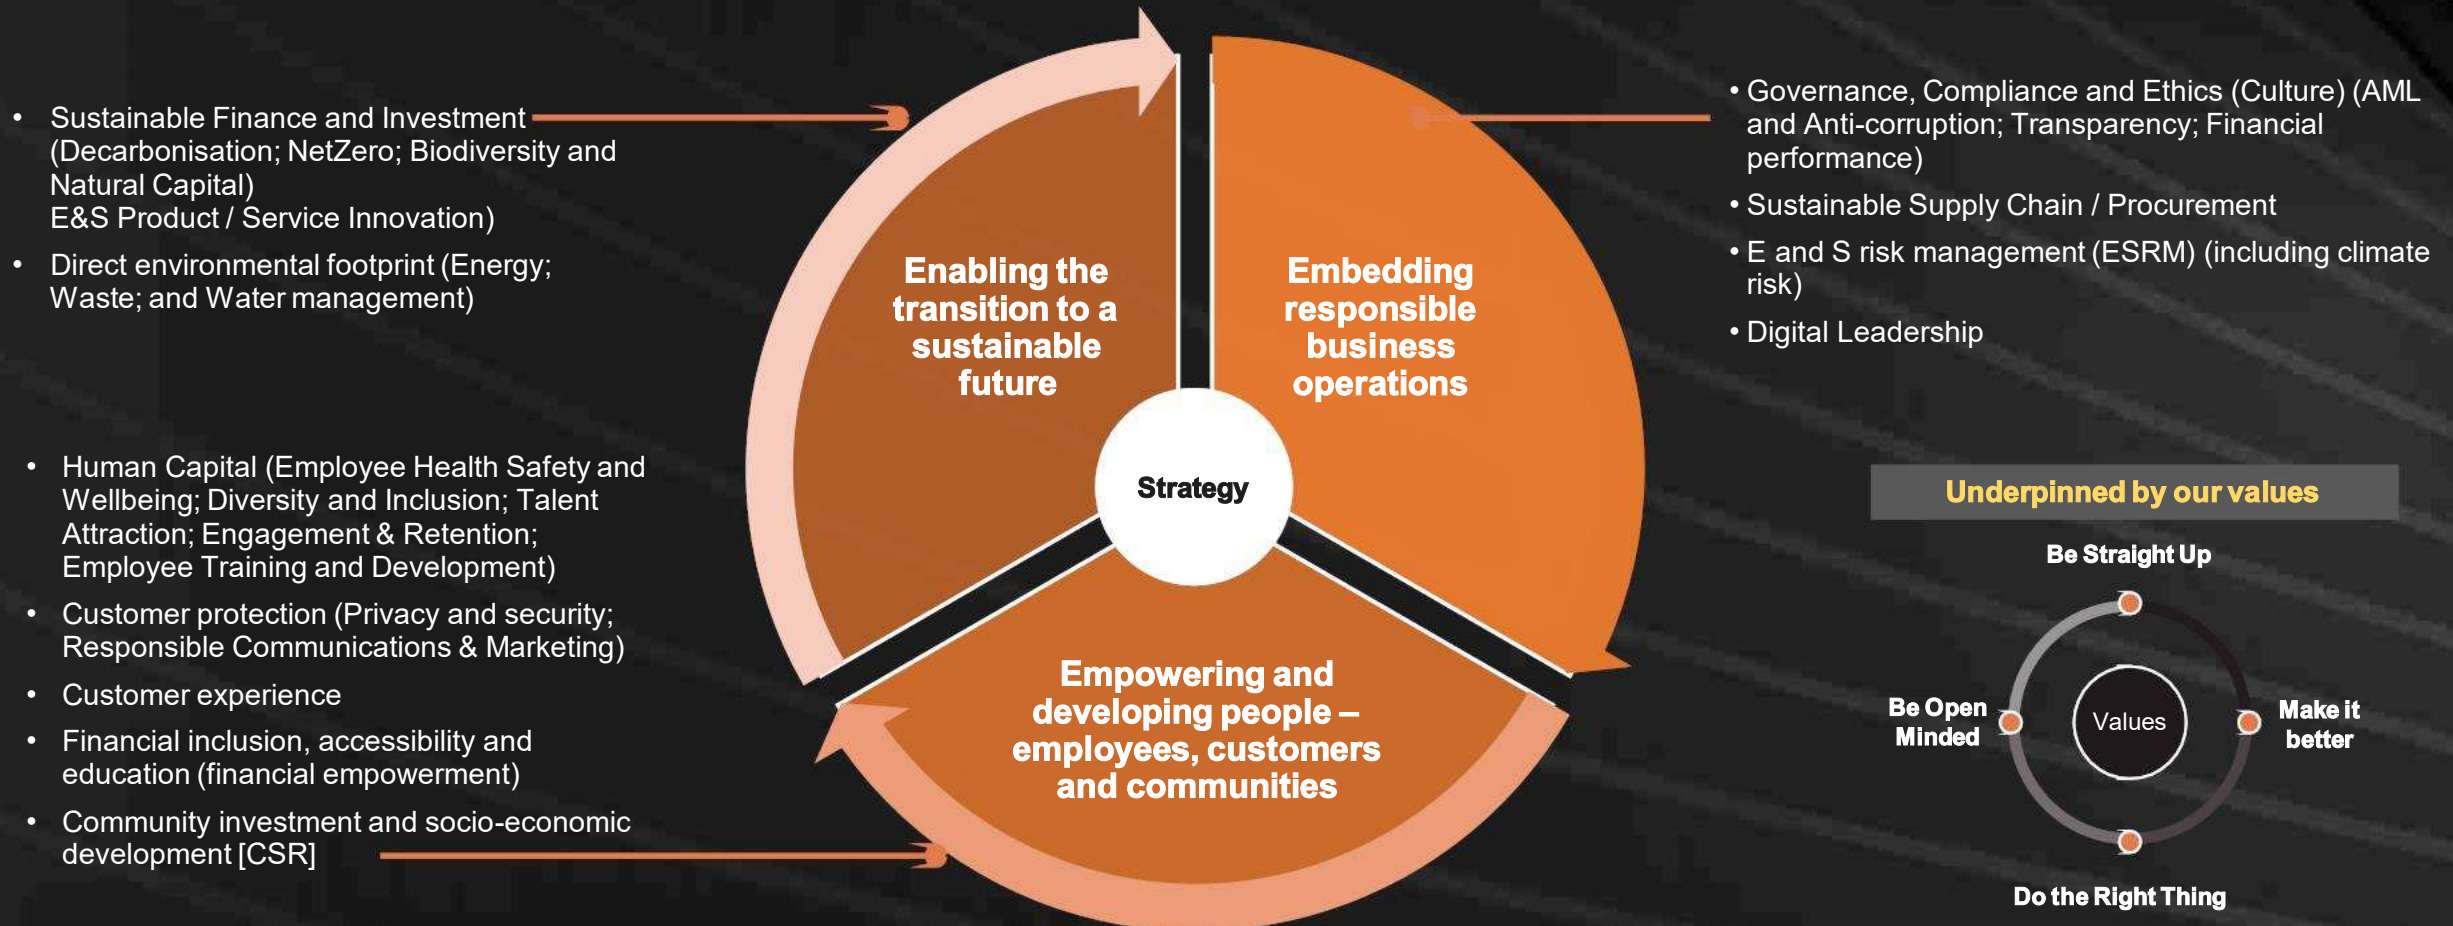 • Sustainable Finance and Investment
(Decarbonisation; NetZero; Biodiversity and
Natural Capital)
E&S Product / Service Innovation)
• Direct environmental footprint (Energy;
Waste; and Water management)
• Human Capital (Employee Health Safety and
Wellbeing; Diversity and Inclusion; Talent
Attraction; Engagement & Retention;
Employee Training and Development)
• Customer protection (Privacy and security;
Responsible Communications & Marketing)
• Customer experience
• Financial inclusion, accessibility and
education (financial empowerment)
• Community investment and socio-economic
development [CSR]
Enabling the
transition to a
sustainable
future
Embedding
responsible
business
operations
Strategy
Empowering and
developing people –
employees, customers
and communities
• Governance, Compliance and Ethics (Culture) (AML
and Anti-corruption; Transparency; Financial
performance)
• Sustainable Supply Chain / Procurement
• E and S risk management (ESRM) (including climate
risk)
• Digital Leadership
Underpinned by our values
Be Straight Up
Be Open
Minded
Values
Make it
better
Do the Right Thing